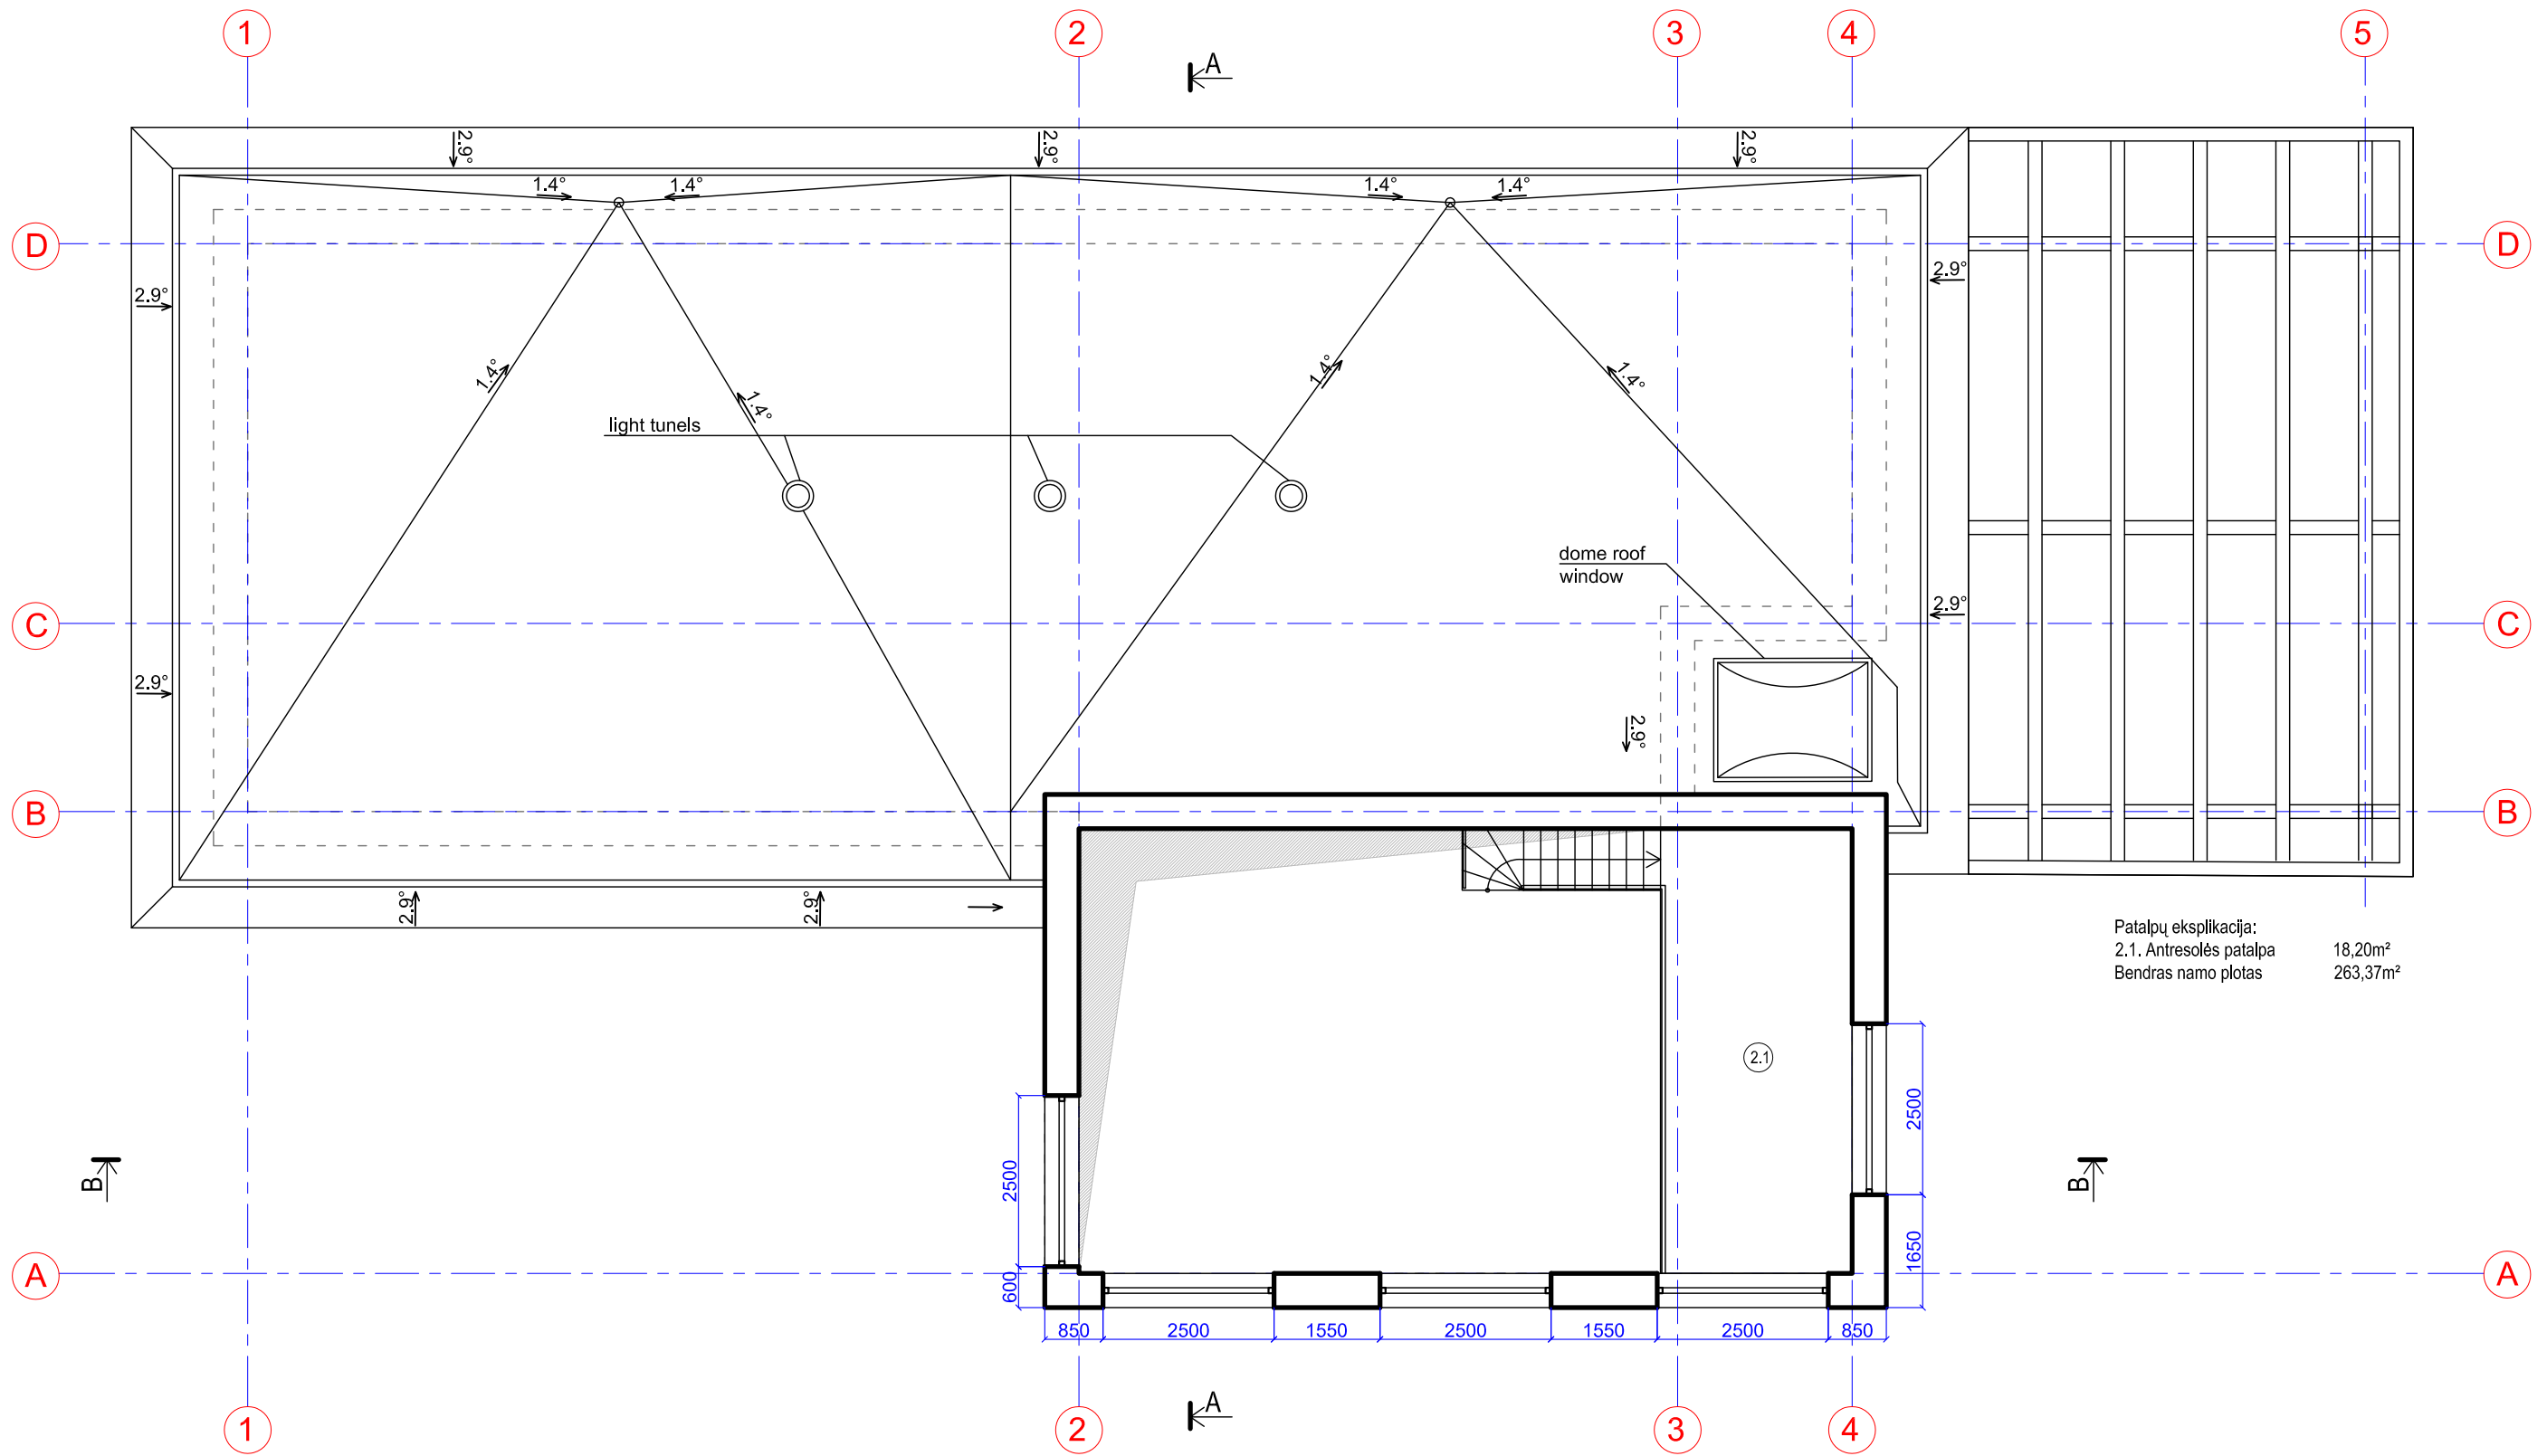 1 2 3 4 5
A
2.9° 2.9° 2.9°
1.4° 1.4° 1.4° 1.4°
D D
2.9° 2.9°
1.4° 1.4° 1.4° 1.4°
light tunels
dome roof
window
2.9°
C C
2.9°
2.9°
B B
2.9° 2.9°
Patalpų eksplikacija:
2.1. Antresolės patalpa 18,20m²
Bendras namo plotas 263,37m²
2.1
2500
2500
B B
1650
600
A A
850 2500 1550 2500 1550 2500 850
A
1 2 3 4